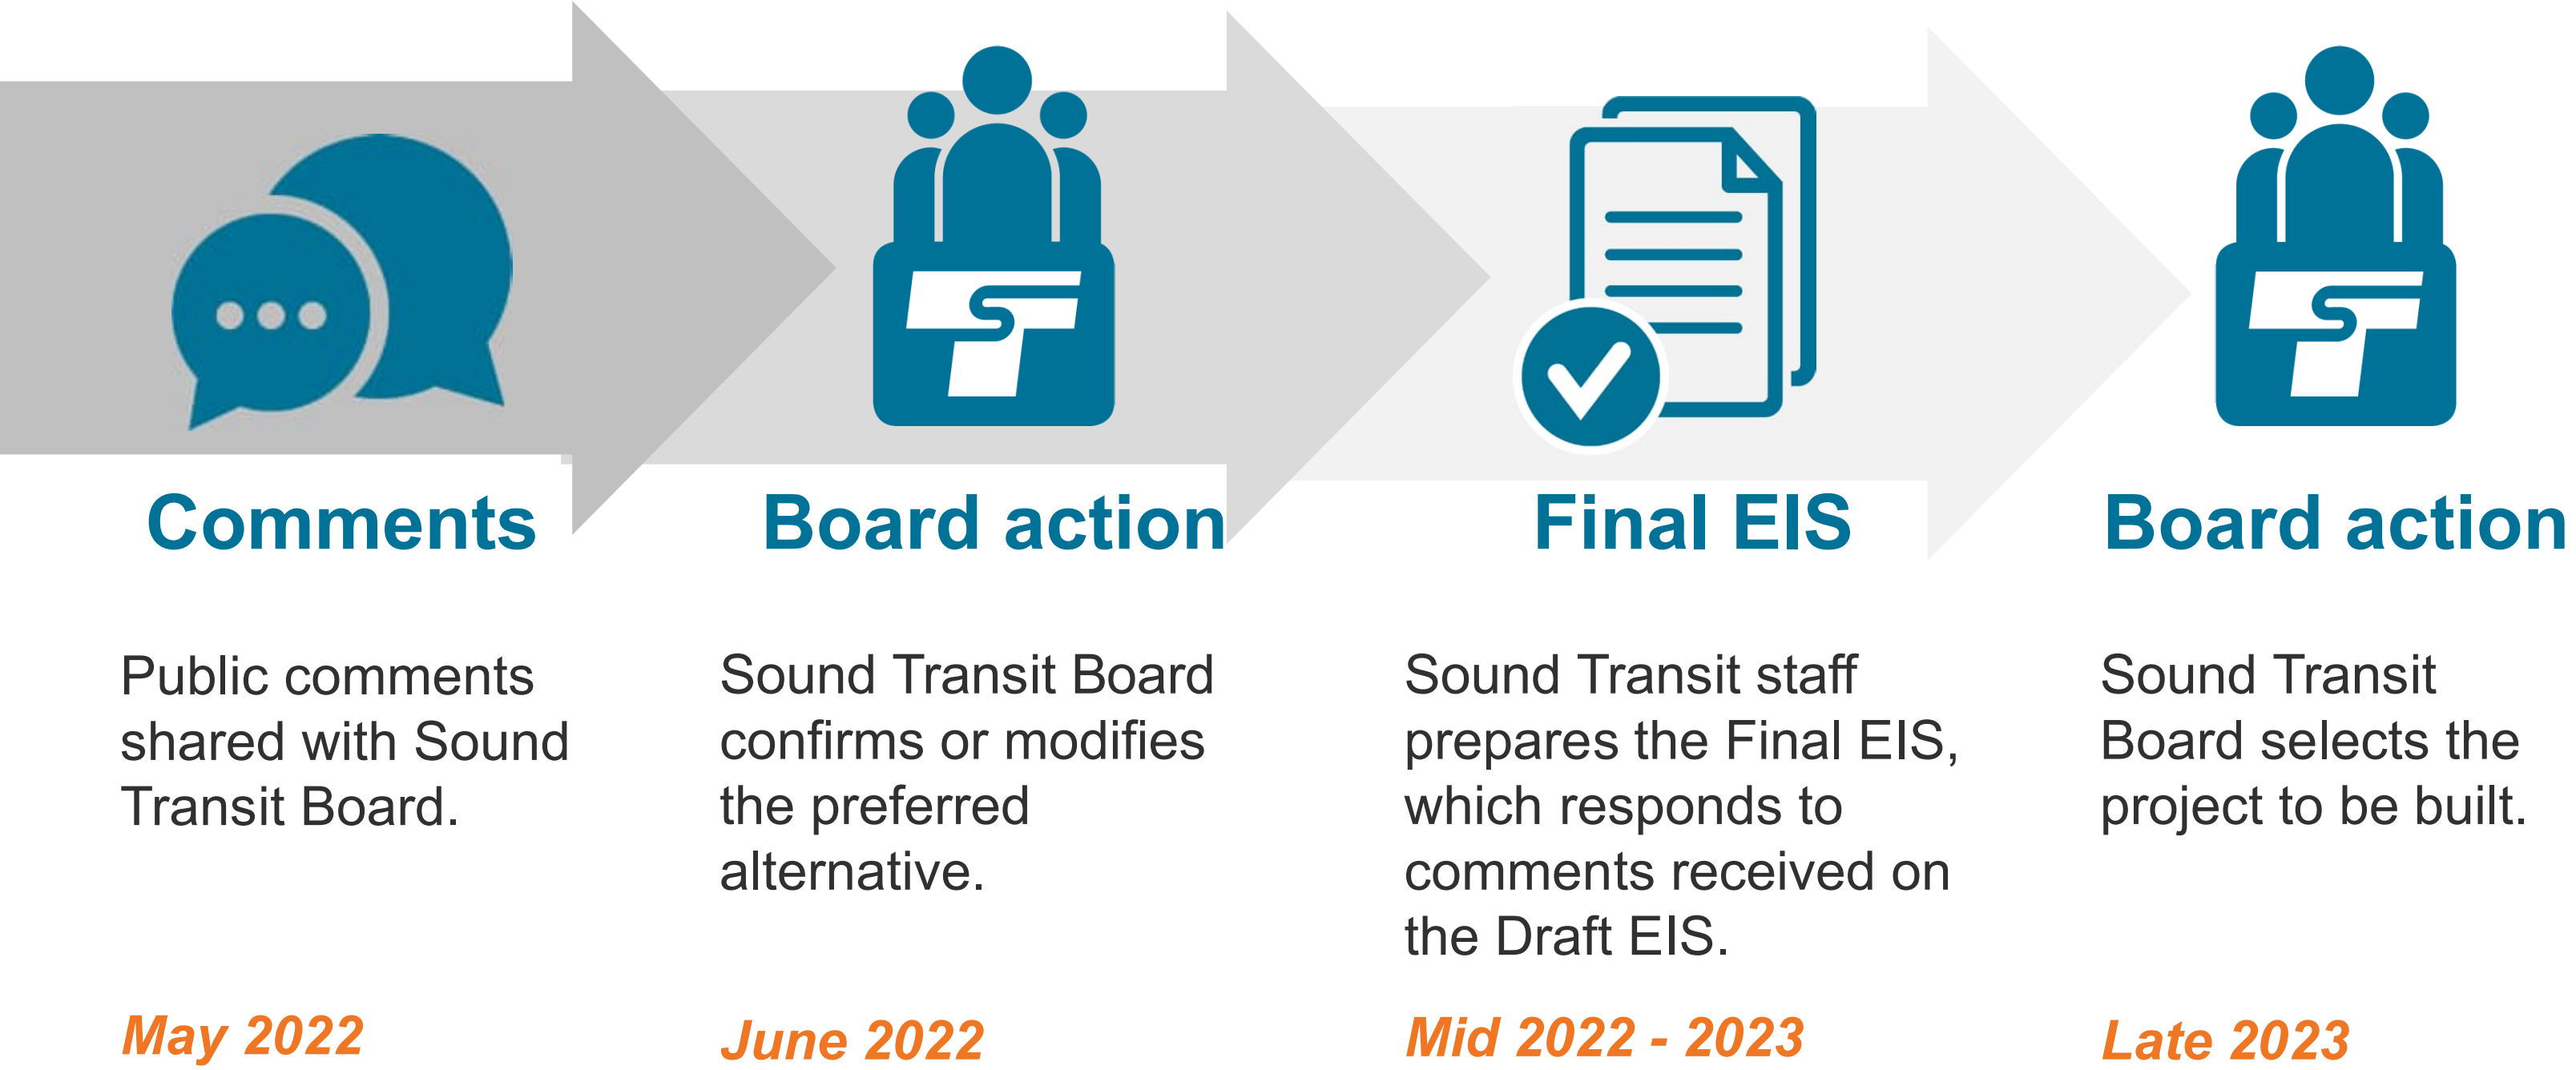 Comments
Public comments
shared with Sound
Transit Board.
May 2022
Board action
Sound Transit Board
confirms or modifies
the preferred
alternative.
June 2022
Final EIS
Sound Transit staff
prepares the Final EIS,
which responds to
comments received on
the Draft EIS.
Mid 2022 - 2023
Board action
Sound Transit
Board selects the
project to be built.
Late 2023